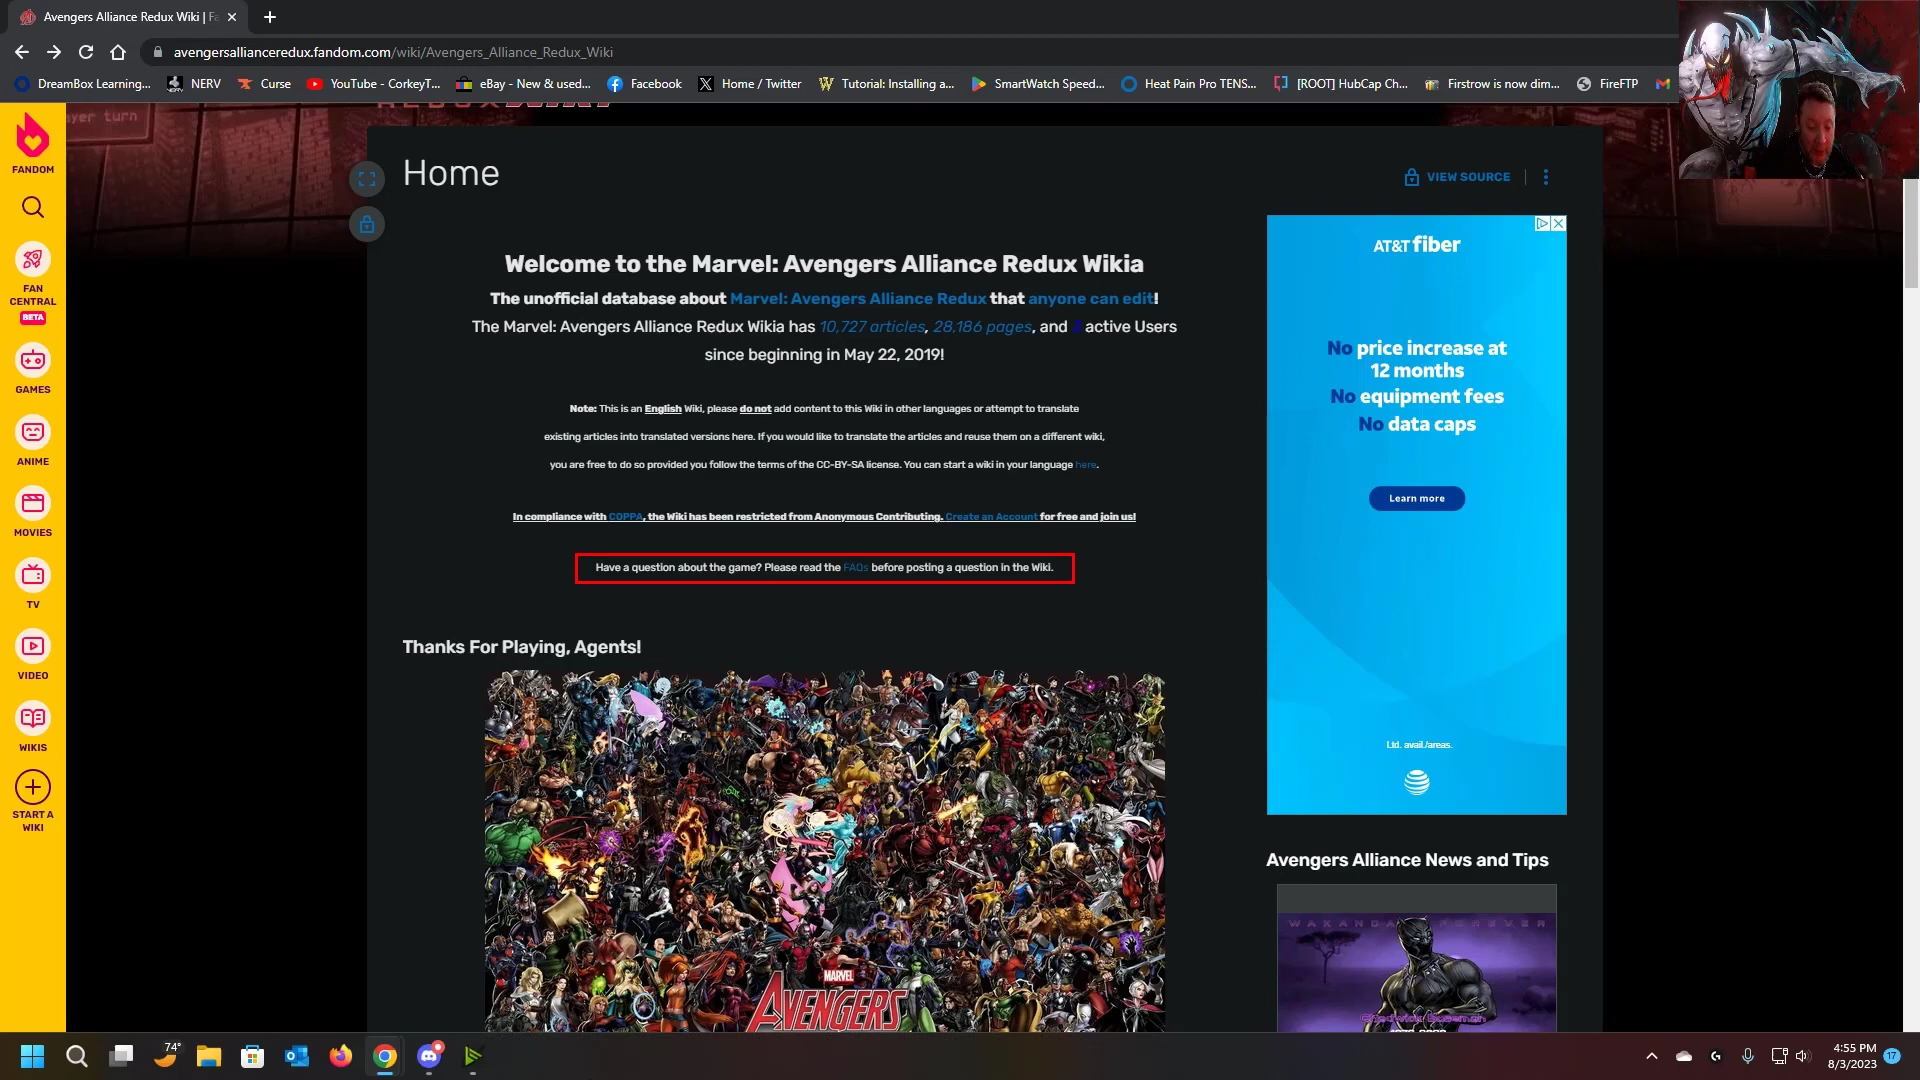 Avengers Alliance Redux Wiki | Fa
avengersallianceredux.fandom.com/wiki/Avengers_Alliance_Redux_Wiki
DreamBox Learning... NERV Curse YouTube - CorkeyT... eBay - New & used... Facebook Home / Twitter Tutorial: Installing a... SmartWatch Speed... Heat Pain Pro TENS... [ROOT] HubCap Ch... Firstrow is now dim... FireFTP
ayer turn
REDUX WIKI
FANDOM
FAN
CENTRAL
BETA
GAMES
ANIME
MOVIES
TV
VIDEO
WIKIS
START A
WIKI
Home
VIEW SOURCE
Welcome to the Marvel: Avengers Alliance Redux Wikia
The unofficial database about Marvel: Avengers Alliance Redux that anyone can edit!
The Marvel: Avengers Alliance Redux Wikia has 10,727 articles, 28,186 pages, and active Users
since beginning in May 22, 2019!
Note: This is an English Wiki, please do not add content to this Wiki in other languages or attempt to translate
existing articles into translated versions here. If you would like to translate the articles and reuse them on a different wiki,
you are free to do so provided you follow the terms of the CC-BY-SA license. You can start a wiki in your language here.
In compliance with COPPA, the Wiki has been restricted from Anonymous Contributing. Create an Account for free and join us!
Have a question about the game? Please read the FAQs before posting a question in the Wiki.
Thanks For Playing, Agents!
MARVEL
AVENGERS
AT&T fiber
No price increase at
12 months
No equipment fees
No data caps
Learn more
Ltd. avail./areas.
Avengers Alliance News and Tips
WAKANDA FOREVER
Chadwick Boseman
74°
4:55 PM
8/3/2023
17